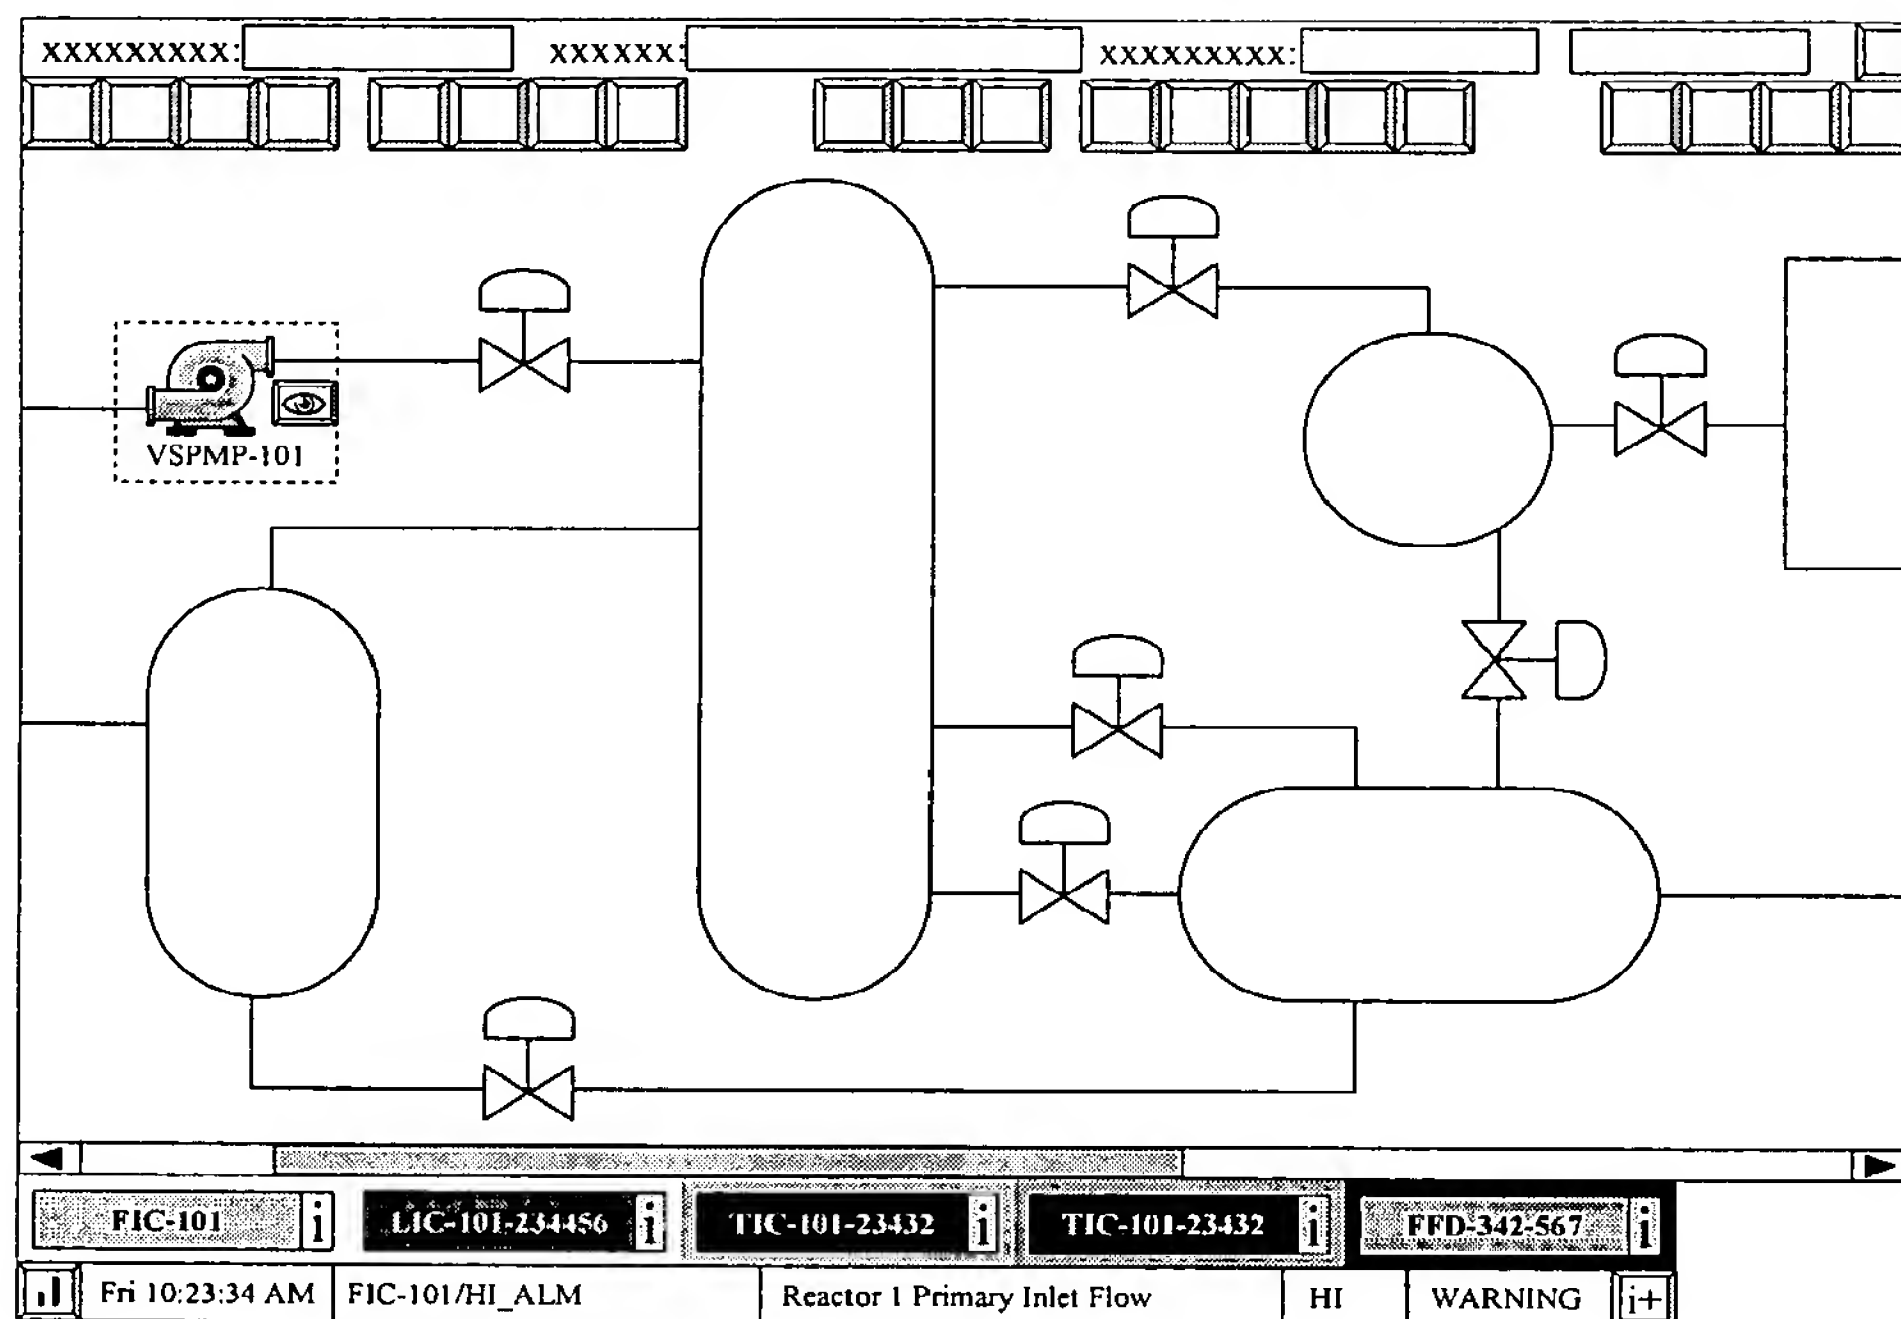 xxxxxxxxx: xxxxxx: xxxxxxxxx:
VSPMP-101
FIC-101 i LIC-101-234456 i TIC-101-23432 i TIC-101-23432 i FFD-342-567 i
Fri 10:23:34 AM FIC-101/HI_ALM Reactor 1 Primary Inlet Flow HI WARNING i+